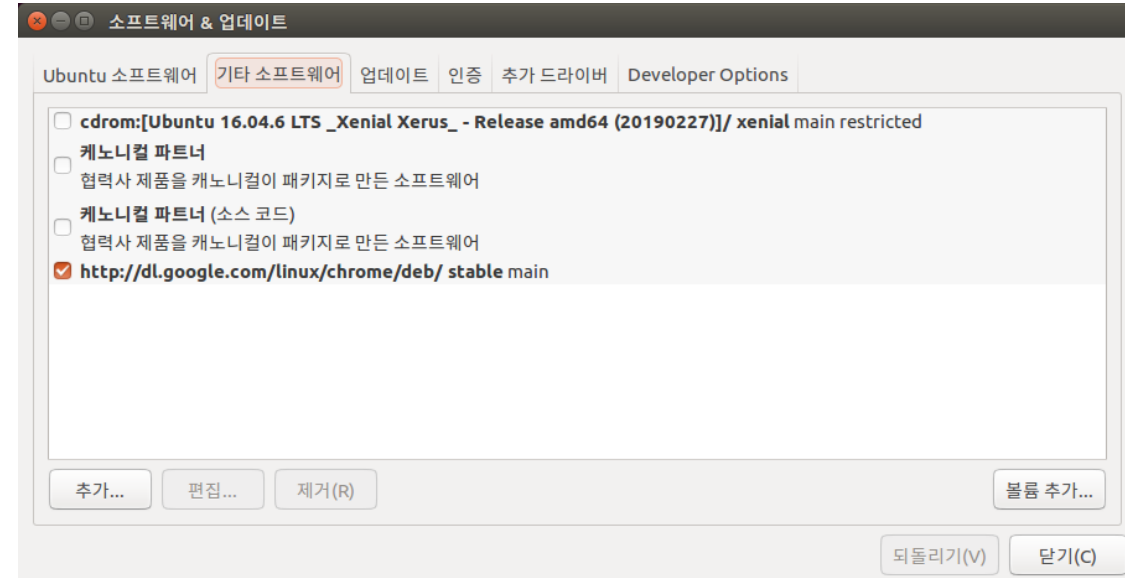 소프트웨어 & 업데이트
Ubuntu 소프트웨어 기타 소프트웨어 업데이트 인증 추가 드라이버 Developer Options
cdrom:[Ubuntu 16.04.6 LTS _Xenial Xerus_ - Release amd64 (20190227)]/ xenial main restricted
케노니컬 파트너
협력사 제품을 캐노니컬이 패키지로 만든 소프트웨어
케노니컬 파트너 (소스 코드)
협력사 제품을 캐노니컬이 패키지로 만든 소프트웨어
http://dl.google.com/linux/chrome/deb/ stable main
추가... 편집... 제거(R) 볼륨 추가...
되돌리기(V) 닫기(C)